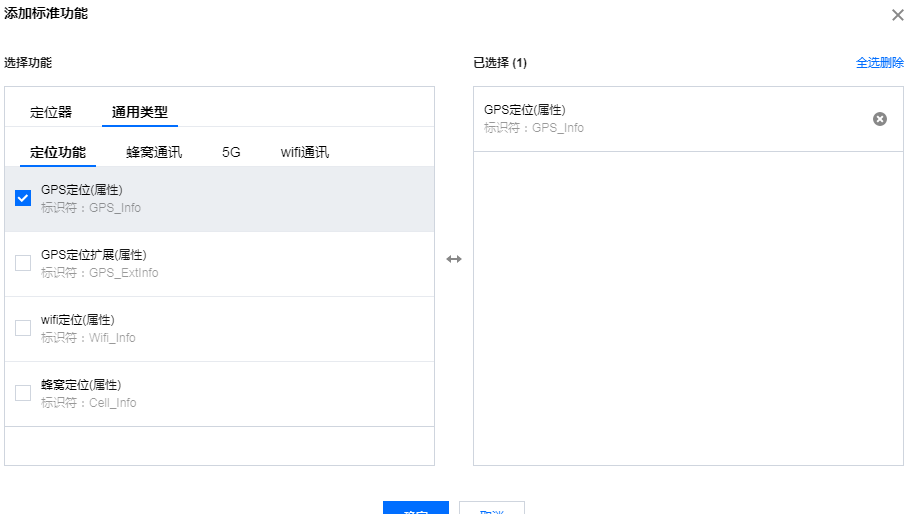 添加标准功能
选择功能
已选择 (1)
全选删除
定位器 通用类型
定位功能 蜂窝通讯 5G wifi通讯
GPS定位(属性)
标识符：GPS_Info
GPS定位扩展(属性)
标识符：GPS_ExtInfo
wifi定位(属性)
标识符：Wifi_Info
蜂窝定位(属性)
标识符：Cell_Info
GPS定位(属性)
标识符：GPS_Info
确定
取消